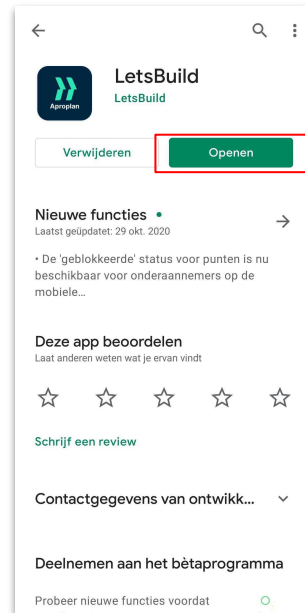 LetsBuild
Aproplan
LetsBuild
Verwijderen
Openen
Nieuwe functies •
Laatst geüpdatet: 29 okt. 2020
• De 'geblokkeerde' status voor punten is nu
beschikbaar voor onderaannemers op de
mobiele…
Deze app beoordelen
Laat anderen weten wat je ervan vindt
Schrijf een review
Contactgegevens van ontwikk...
Deelnemen aan het bètaprogramma
Probeer nieuwe functies voordat